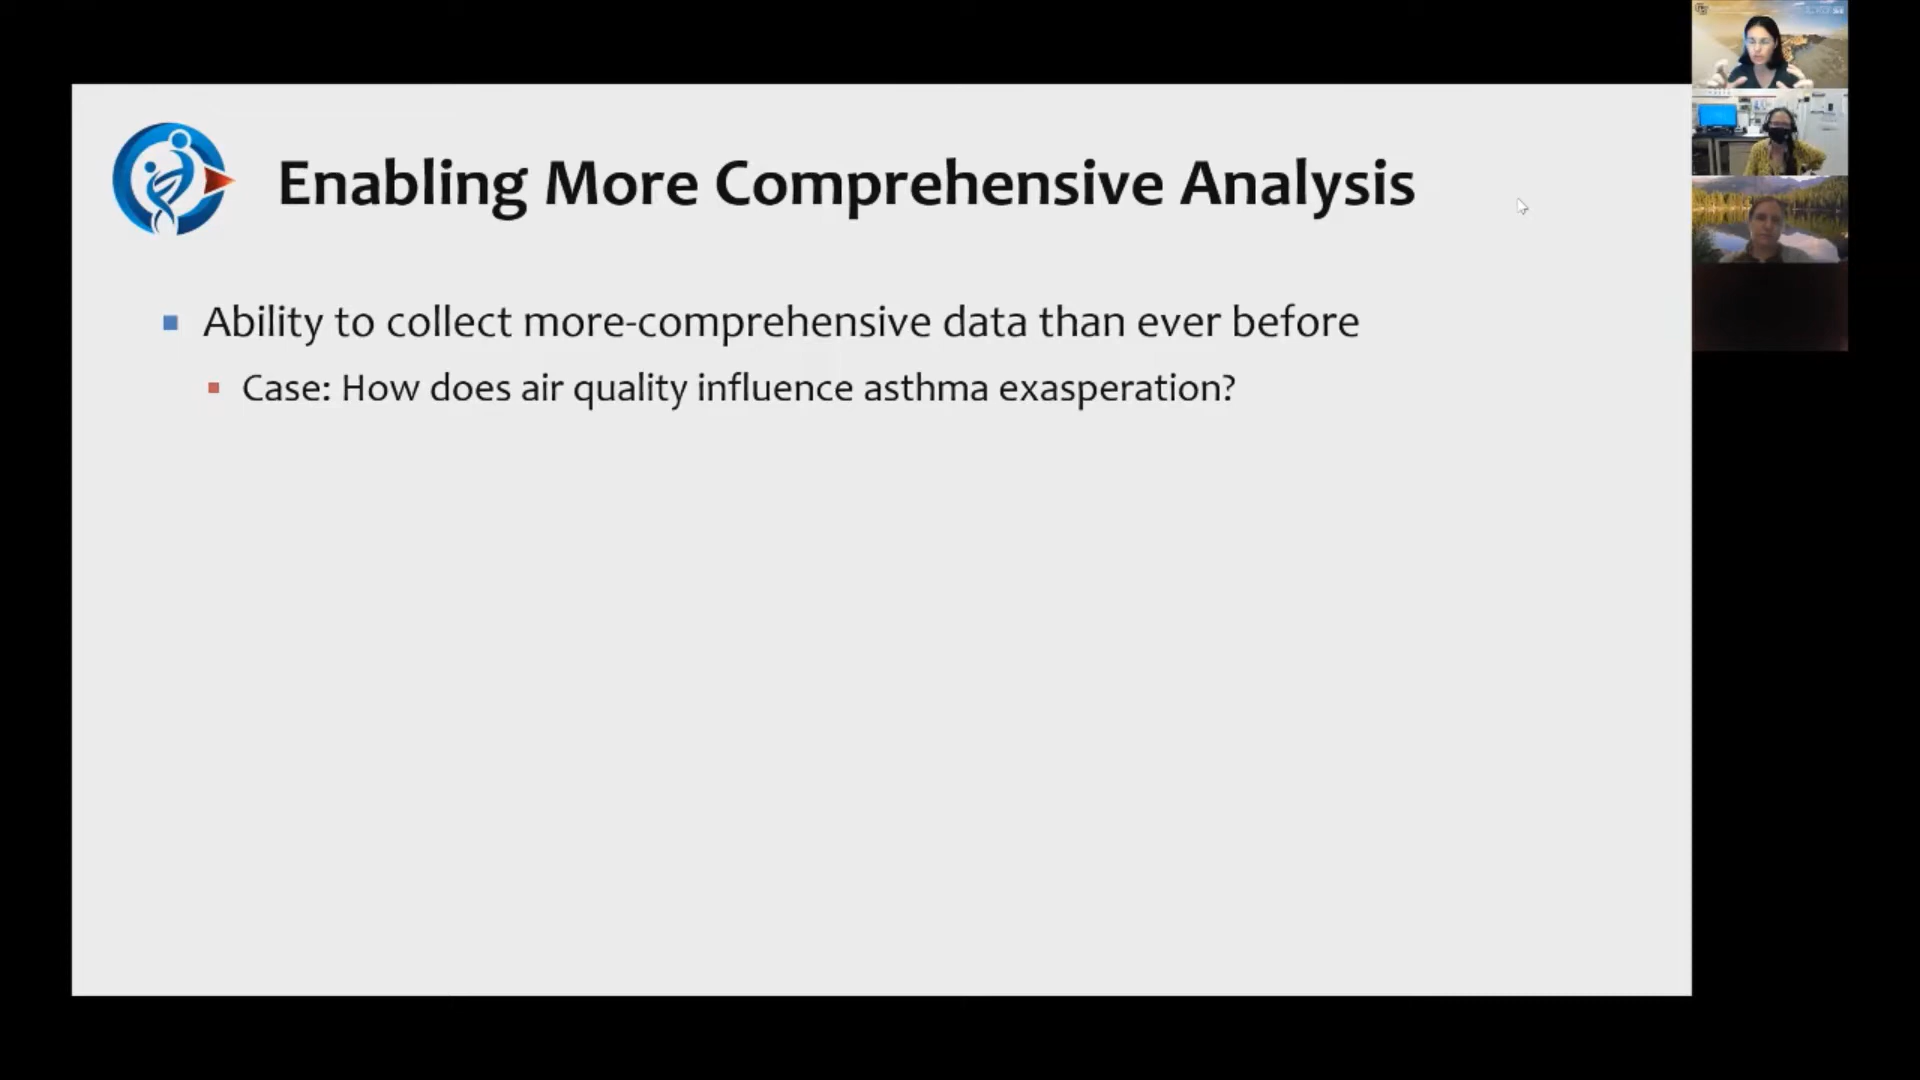 Enabling More Comprehensive Analysis
Ability to collect more-comprehensive data than ever before
Case: How does air quality influence asthma exasperation?